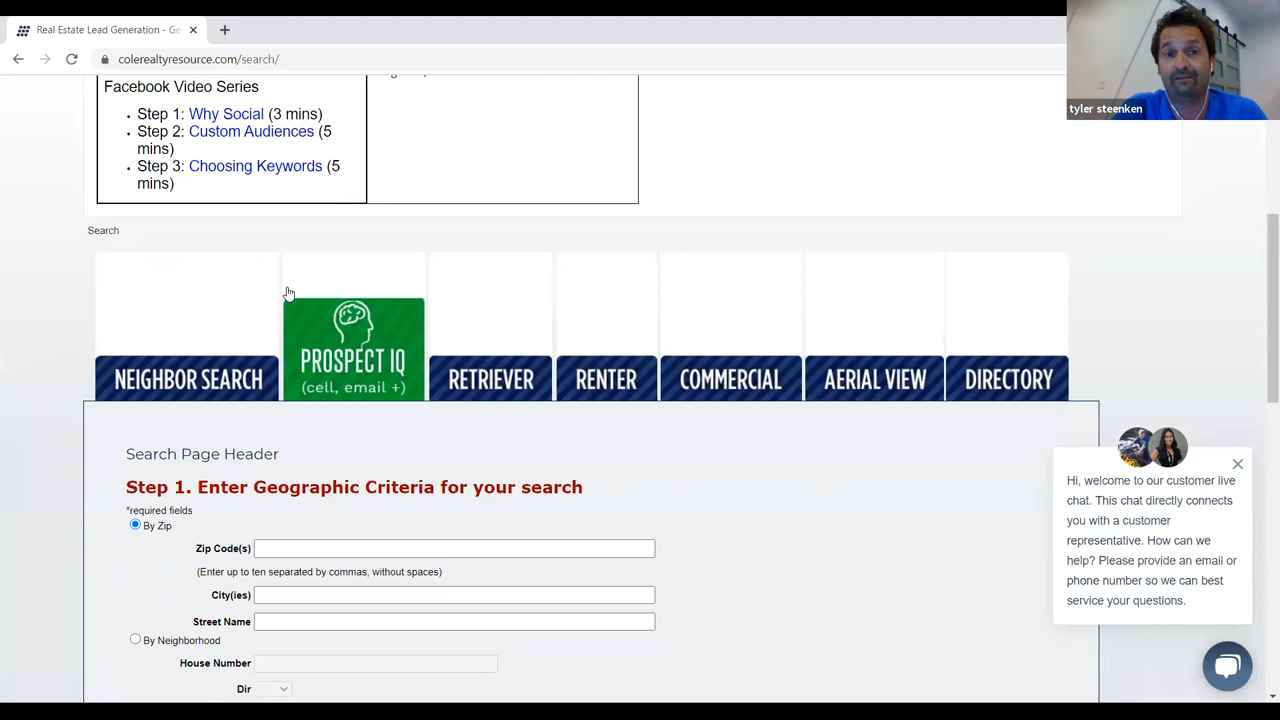 Real Estate Lead Generation - Ge
colerealtyresource.com/search/
tyler steenken
Facebook Video Series
Step 1: Why Social (3 mins)
Step 2: Custom Audiences (5
mins)
Step 3: Choosing Keywords (5
mins)
Search
NEIGHBOR SEARCH
PROSPECT IQ
(cell, email +)
RETRIEVER
RENTER
COMMERCIAL
AERIAL VIEW
DIRECTORY
Search Page Header
Step 1. Enter Geographic Criteria for your search
*required fields
By Zip
Zip Code(s)
(Enter up to ten separated by commas, without spaces)
City(ies)
Street Name
By Neighborhood
House Number
Dir
Hi, welcome to our customer live
chat. This chat directly connects
you with a customer
representative. How can we
help? Please provide an email or
phone number so we can best
service your questions.